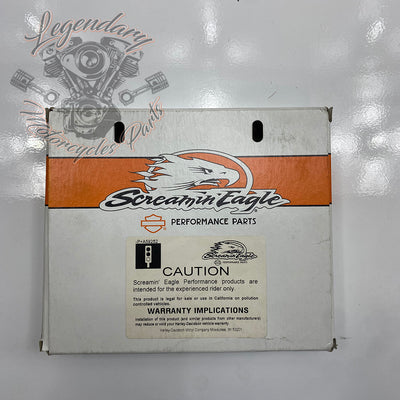 Legendary
Motorcycles Parts
Screamin' Eagle
PERFORMANCE PARTS
Screamin' Eagle
PERFORMANCE PARTS
CAUTION
Screamin' Eagle Performance products are
intended for the experienced rider only.
This product is legal for sale or use in California on pollution
controlled vehicles.
WARRANTY IMPLICATIONS
Installation of this product (and similar products from other manufacturers)
may reduce or void your Harley-Davidson vehicle warranty.